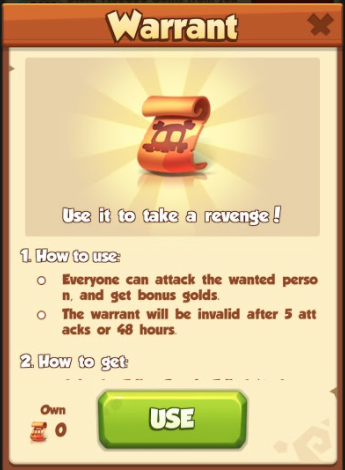 Warrant
Use it to take a revenge!
1. How to use:
Everyone can attack the wanted perso
n, and get bonus golds.
The warrant will be invalid after 5 att
acks or 48 hours.
2. How to get:
Own
0
USE